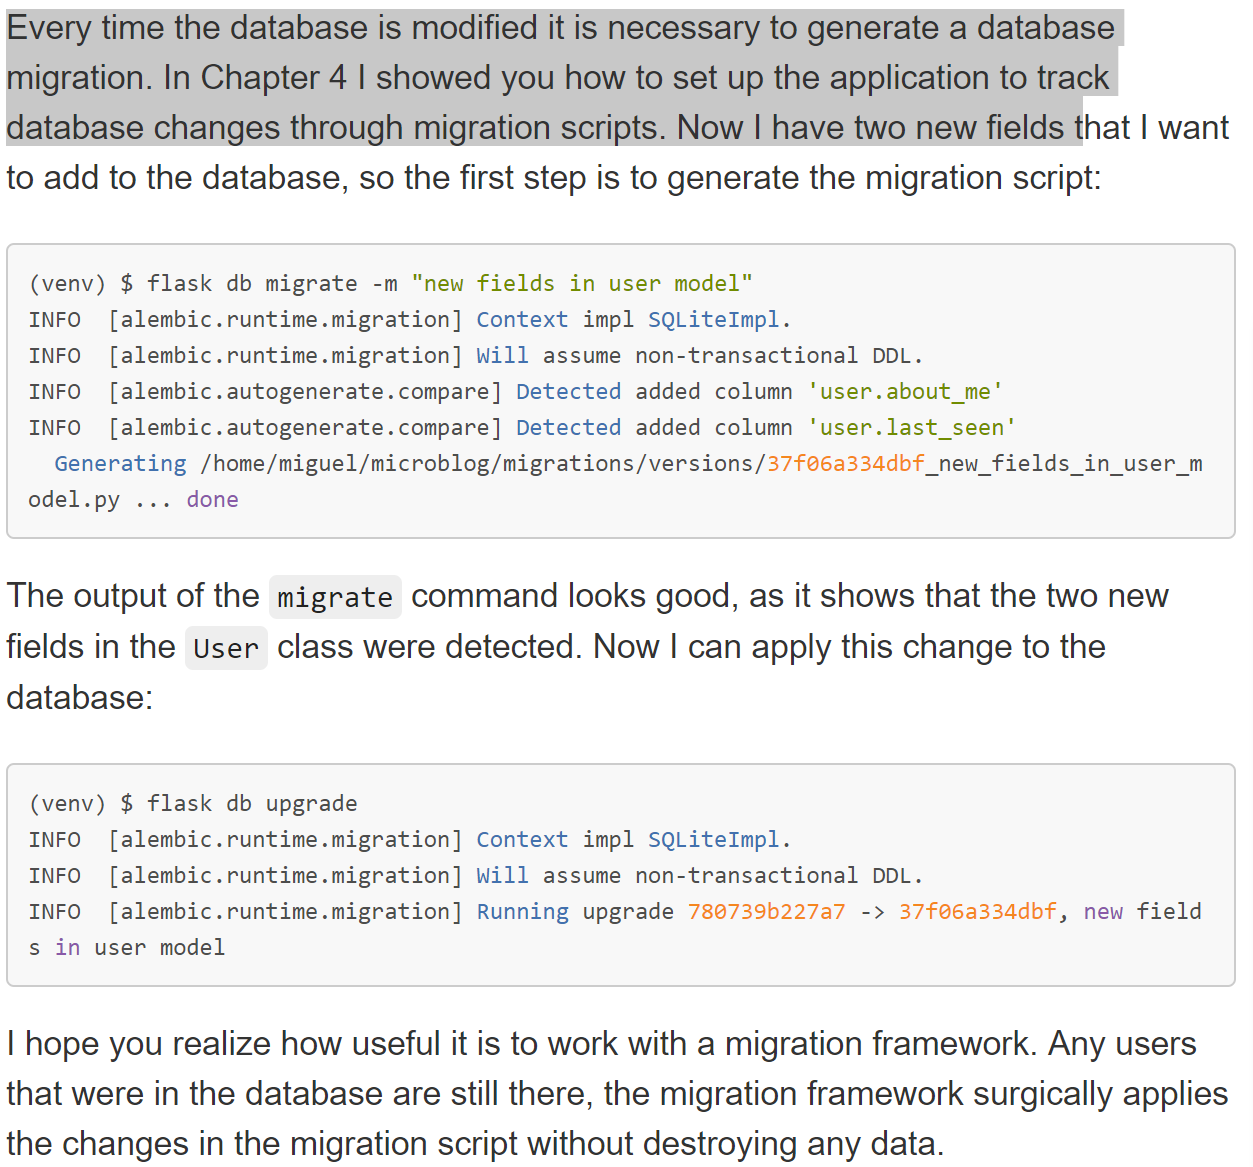 Every time the database is modified it is necessary to generate a database
migration. In Chapter 4 I showed you how to set up the application to track
database changes through migration scripts. Now I have two new fields that I want
to add to the database, so the first step is to generate the migration script:
(venv) $ flask db migrate -m "new fields in user model"
INFO  [alembic.runtime.migration] Context impl SQLiteImpl.
INFO  [alembic.runtime.migration] Will assume non-transactional DDL.
INFO  [alembic.autogenerate.compare] Detected added column 'user.about_me'
INFO  [alembic.autogenerate.compare] Detected added column 'user.last_seen'
  Generating /home/miguel/microblog/migrations/versions/37f06a334dbf_new_fields_in_user_m
odel.py ... done
The output of the migrate command looks good, as it shows that the two new
fields in the User class were detected. Now I can apply this change to the
database:
(venv) $ flask db upgrade
INFO  [alembic.runtime.migration] Context impl SQLiteImpl.
INFO  [alembic.runtime.migration] Will assume non-transactional DDL.
INFO  [alembic.runtime.migration] Running upgrade 780739b227a7 -> 37f06a334dbf, new field
s in user model
I hope you realize how useful it is to work with a migration framework. Any users
that were in the database are still there, the migration framework surgically applies
the changes in the migration script without destroying any data.